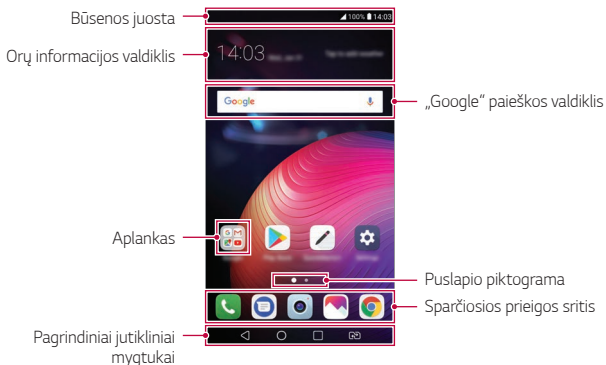 Būsenos juosta
100% 14:03
Orų informacijos valdiklis
14:03
Google
„Google“ paieškos valdiklis
Aplankas
Puslapio piktograma
Sparčiosios prieigos sritis
Pagrindiniai jutikliniai
mygtukai